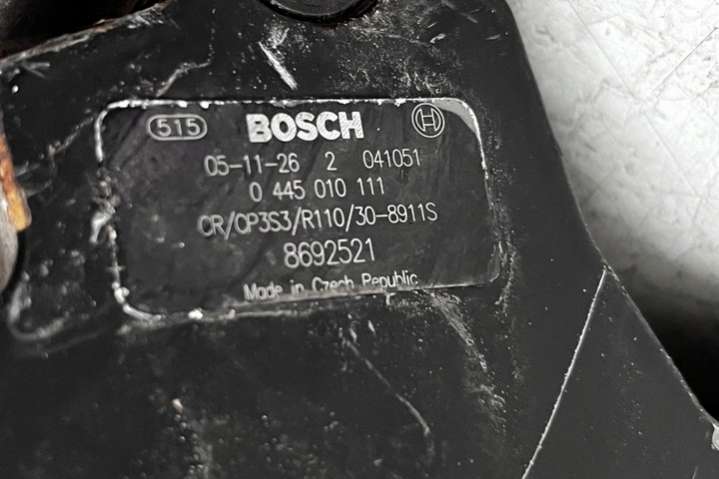 515 BOSCH H
05-11-26 2 041051
0 445 010 111
CR/CP3S3/R110/30-8911S
8692521
Made in Czech Republic